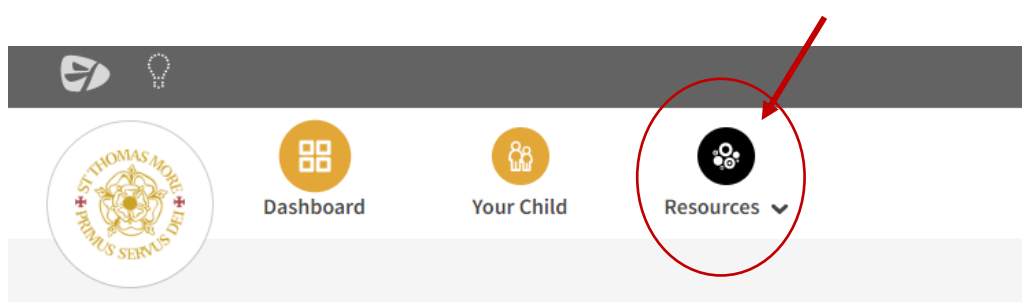 ST THOMAS MORE
PRIMUS SERVUS DEI
Dashboard
Your Child
Resources